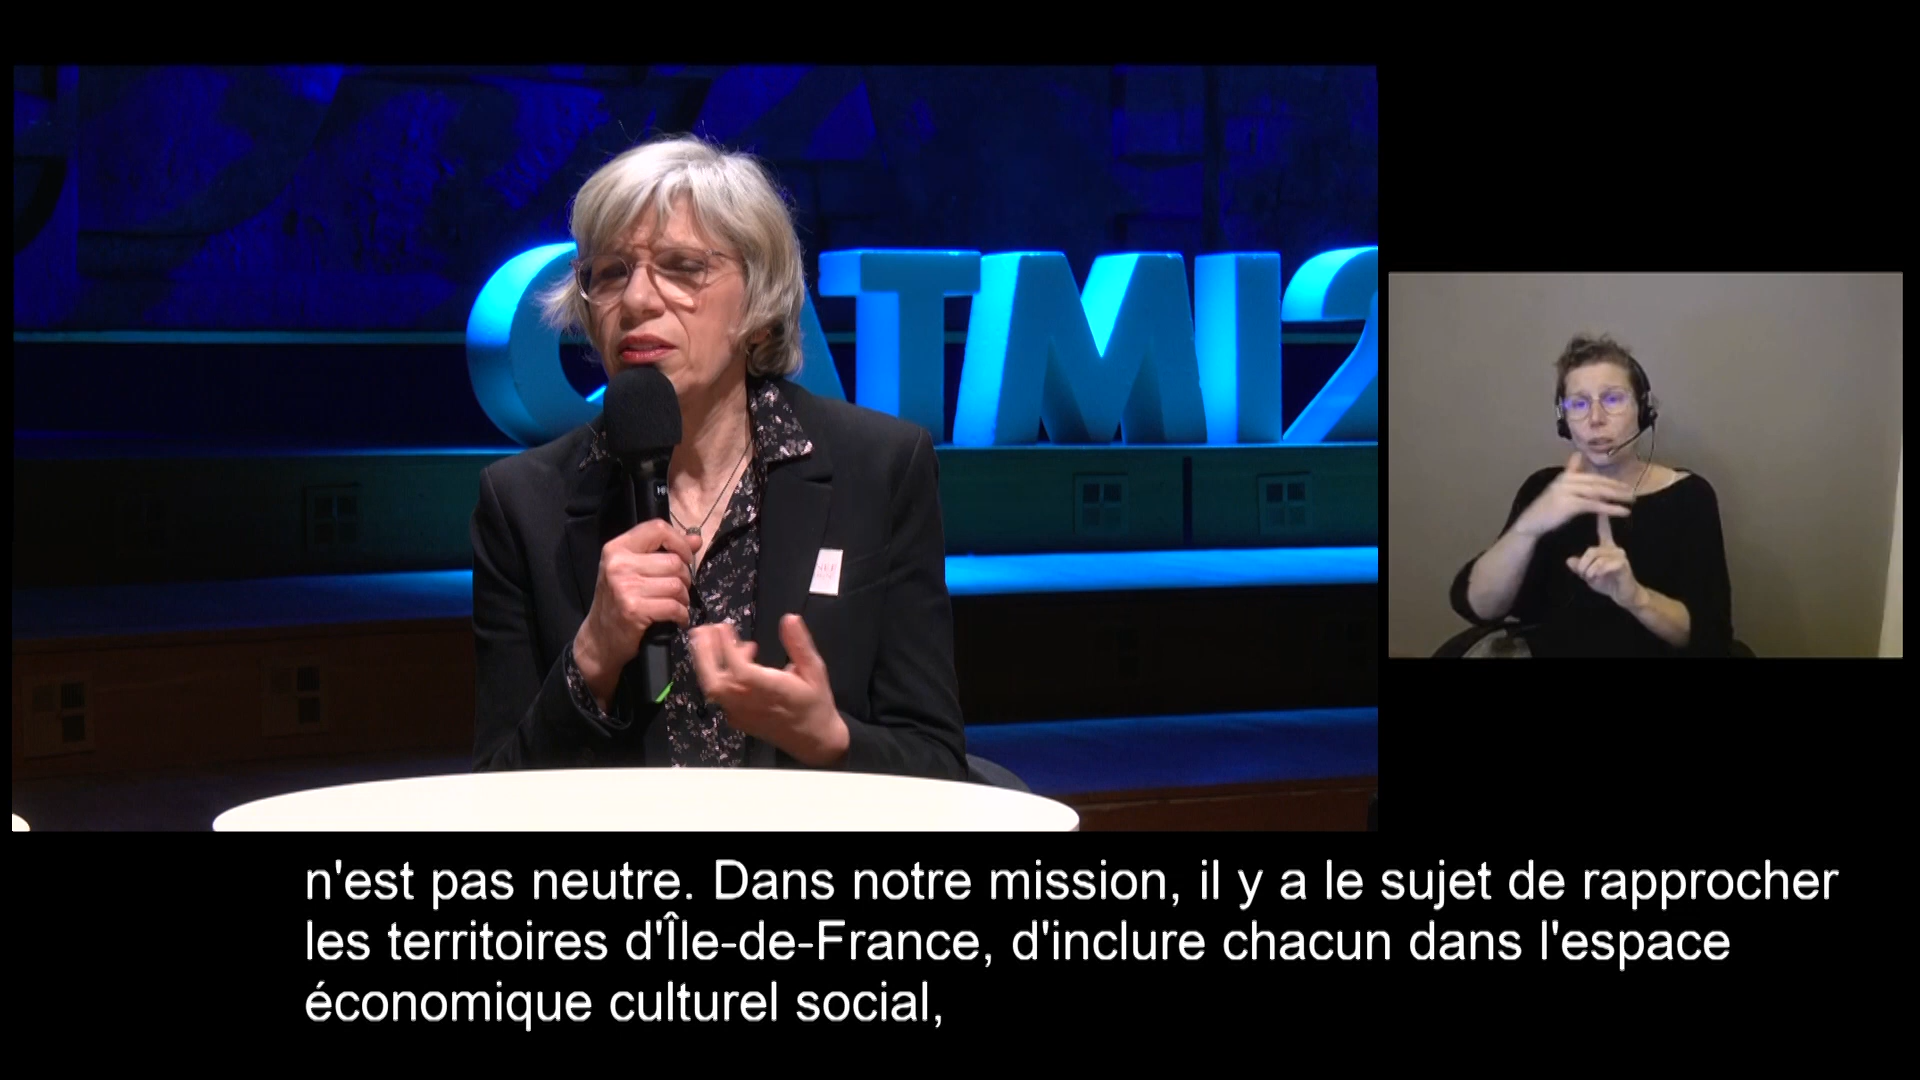 OATMI2
n'est pas neutre. Dans notre mission, il y a le sujet de rapprocher
les territoires d'Île-de-France, d'inclure chacun dans l'espace
économique culturel social,